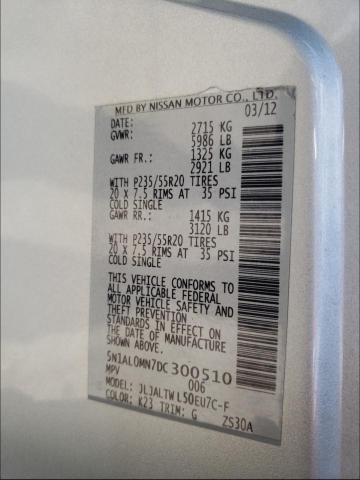 MFD BY NISSAN MOTOR CO., LTD.
DATE: 03/12
GVWR: 2715 KG
5986 LB
GAWR FR.: 1325 KG
2921 LB
WITH P235/55R20 TIRES
20 X 7.5 RIMS AT 35 PSI
COLD SINGLE
GAWR RR.: 1415 KG
3120 LB
WITH P235/55R20 TIRES
20 X 7.5 RIMS AT 35 PSI
COLD SINGLE
THIS VEHICLE CONFORMS TO
ALL APPLICABLE FEDERAL
MOTOR VEHICLE SAFETY AND
THEFT PREVENTION
STANDARDS IN EFFECT ON
THE DATE OF MANUFACTURE
SHOWN ABOVE.
5N1AL0MN7DC300510
MPV 006
MODEL: JLJALTWL50EU7C-F
COLOR: K23 TRIM: G ZS30A